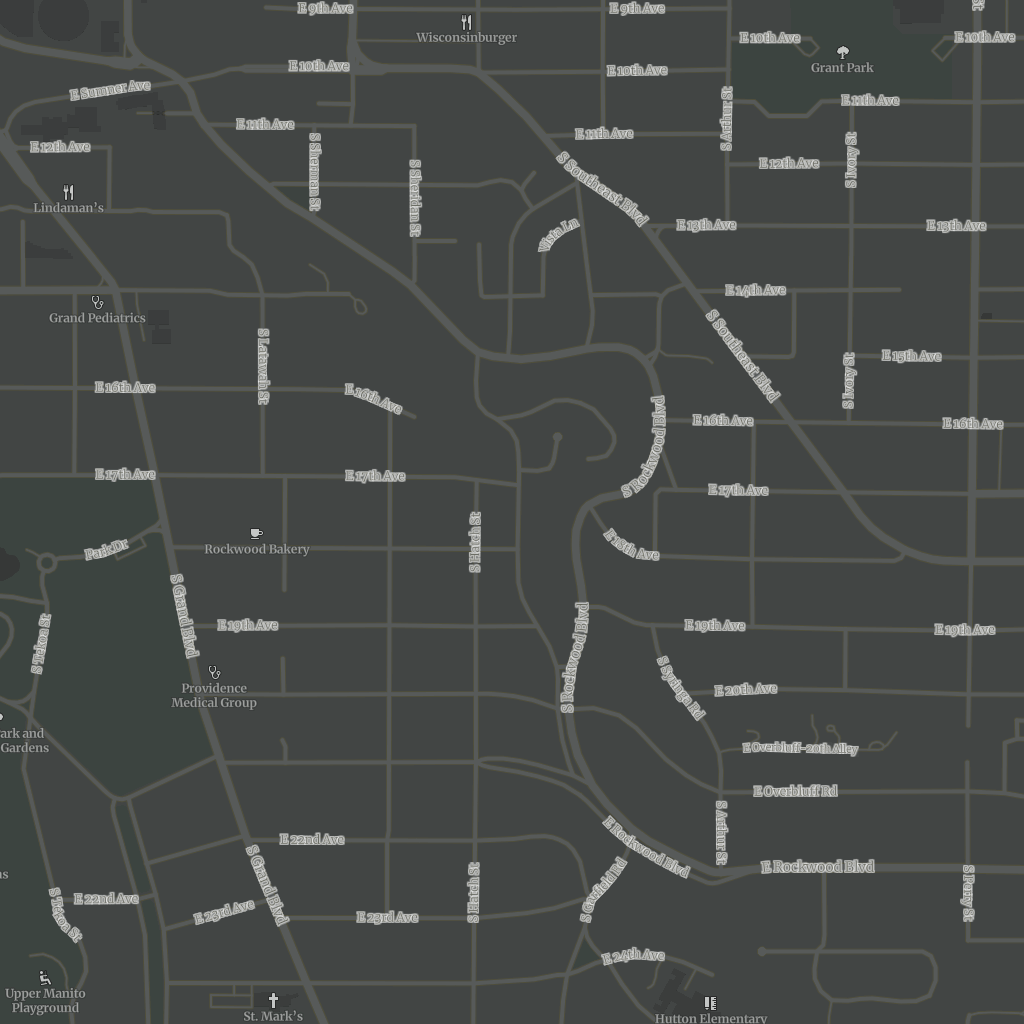 E 9th Ave
E 9th Ave
Wisconsinburger
E 10th Ave
E 10th Ave
E 10th Ave
E 10th Ave
Grant Park
E Sumner Ave
E 11th Ave
S Arthur St
E 11th Ave
E 11th Ave
E 12th Ave
S Sherman St
S Sheridan St
S Southeast Blvd
E 12th Ave
S Ivory St
Lindaman's
Vista Ln
E 13th Ave
E 13th Ave
E 14th Ave
Grand Pediatrics
S Latawah St
S Southeast Blvd
S Ivory St
E 15th Ave
E 16th Ave
E 16th Ave
S Rockwood Blvd
E 16th Ave
E 16th Ave
E 17th Ave
E 17th Ave
E 17th Ave
Rockwood Bakery
S Hatch St
Park Dr
E 18th Ave
S Grand Blvd
S Tekoa St
E 19th Ave
S Rockwood Blvd
E 19th Ave
E 19th Ave
Providence
Medical Group
S Syringa Rd
E 20th Ave
ark and
Gardens
E Overbluff-20th Alley
E Overbluff Rd
S Arthur St
E 22nd Ave
E Rockwood Blvd
E Rockwood Blvd
S Grand Blvd
S Hatch St
S Garfield Rd
S Perry St
S Tekoa St
E 22nd Ave
E 23rd Ave
E 23rd Ave
E 24th Ave
Upper Manito
Playground
St. Mark's
Hutton Elementary